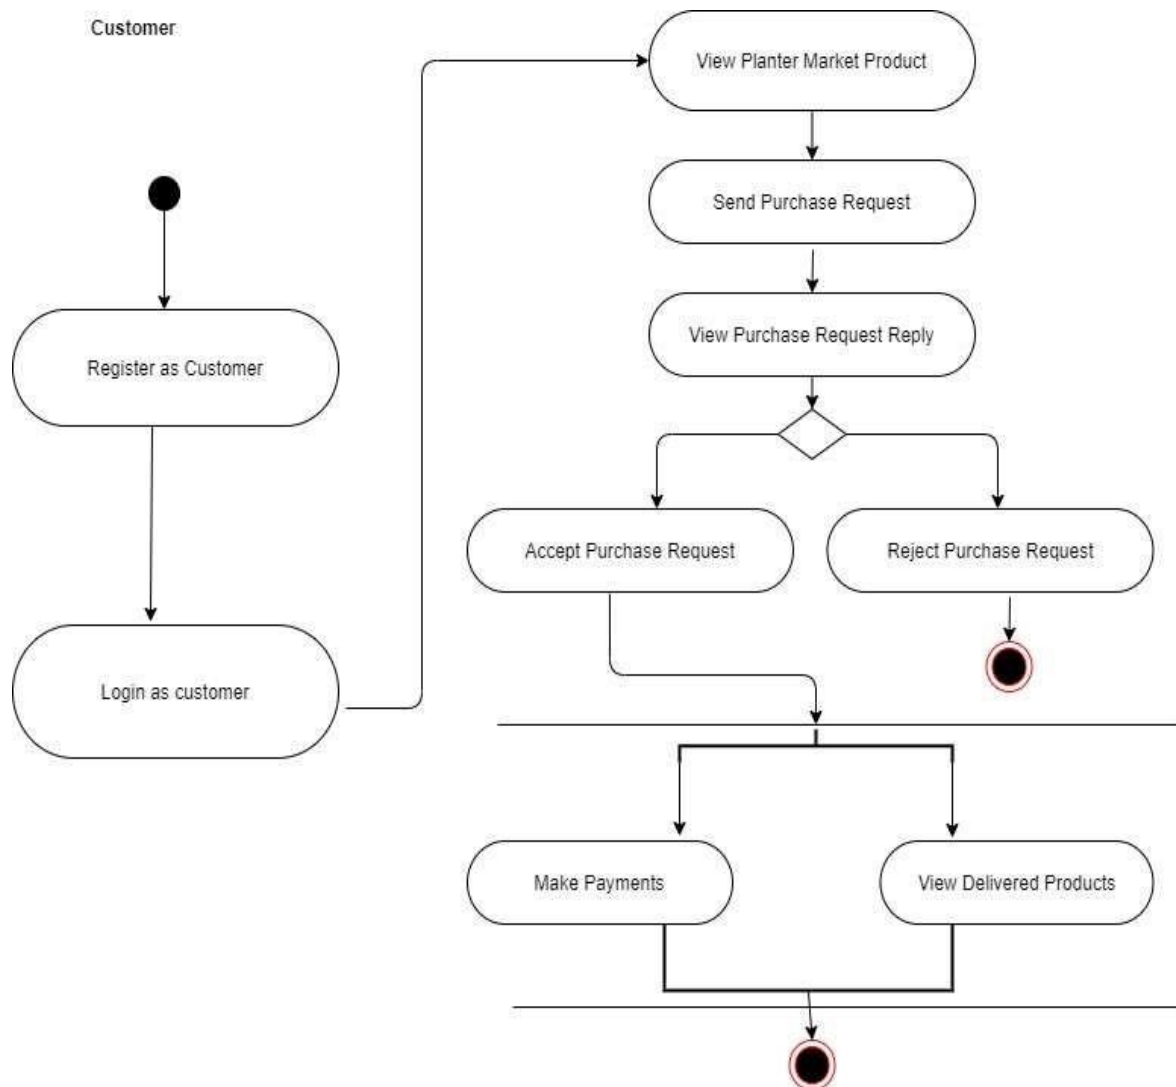 Customer
View Planter Market Product
Send Purchase Request
View Purchase Request Reply
Register as Customer
Accept Purchase Request
Reject Purchase Request
Login as customer
Make Payments
View Delivered Products